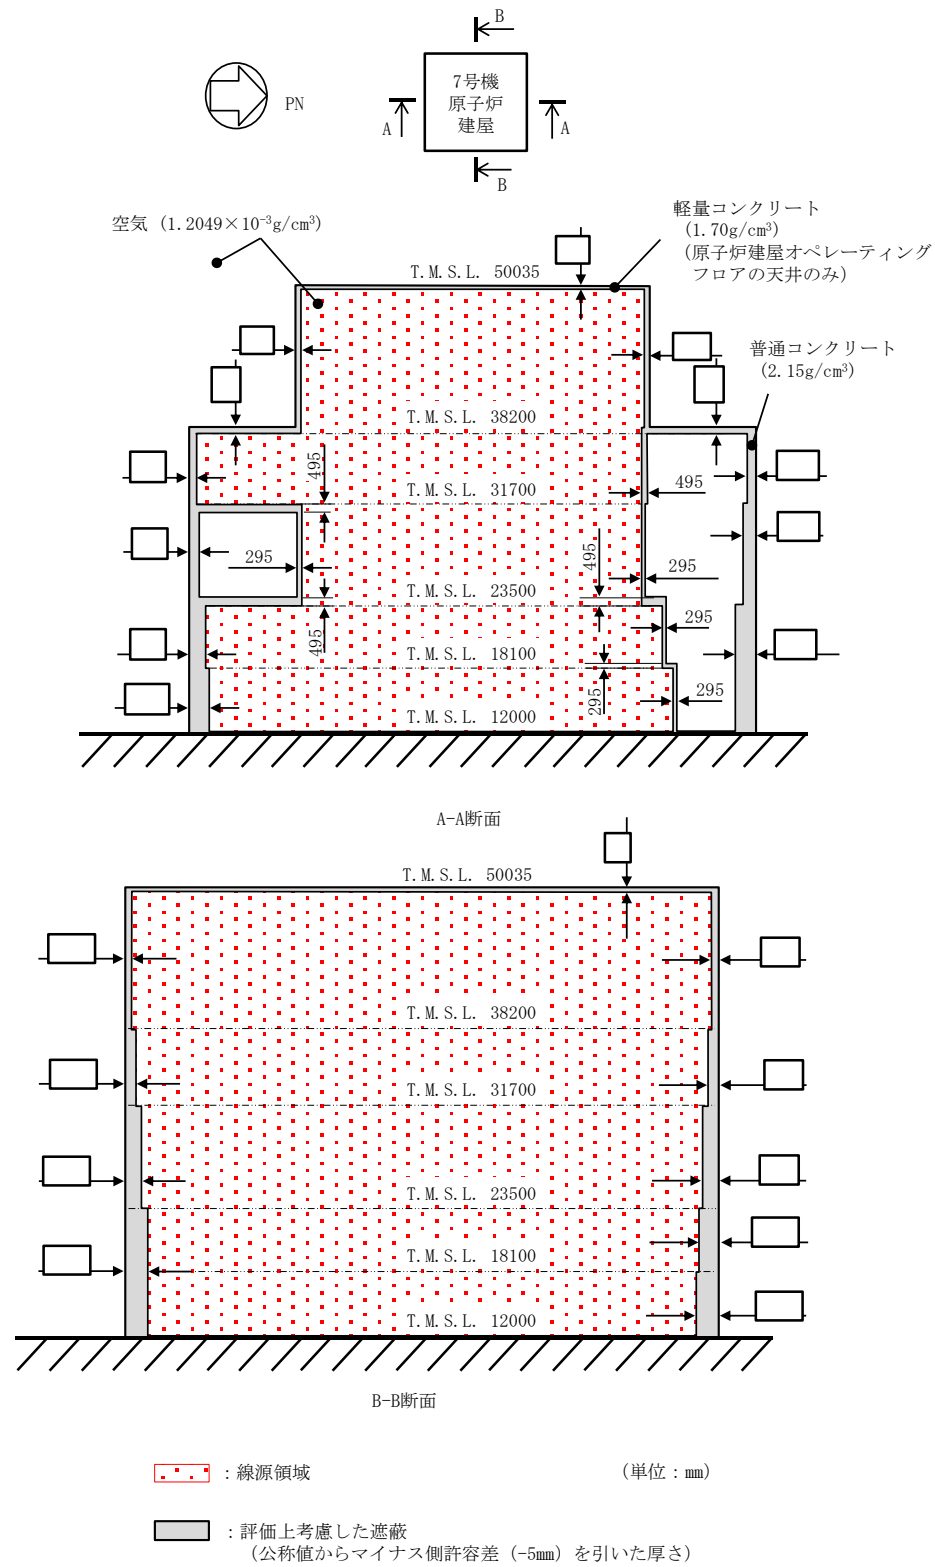 B
7号機
原子炉
建屋
PN
A
A
B
空気 (1.2049×10⁻³g/cm³)
軽量コンクリート
(1.70g/cm³)
(原子炉建屋オペレーティング
フロアの天井のみ)
T.M.S.L. 50035
普通コンクリート
(2.15g/cm³)
T.M.S.L. 38200
495
T.M.S.L. 31700
495
495
295
295
T.M.S.L. 23500
295
495
T.M.S.L. 18100
295
295
T.M.S.L. 12000
A-A断面
T.M.S.L. 50035
T.M.S.L. 38200
T.M.S.L. 31700
T.M.S.L. 23500
T.M.S.L. 18100
T.M.S.L. 12000
B-B断面
:線源領域
(単位:mm)
:評価上考慮した遮蔽
(公称値からマイナス側許容差(-5mm)を引いた厚さ)